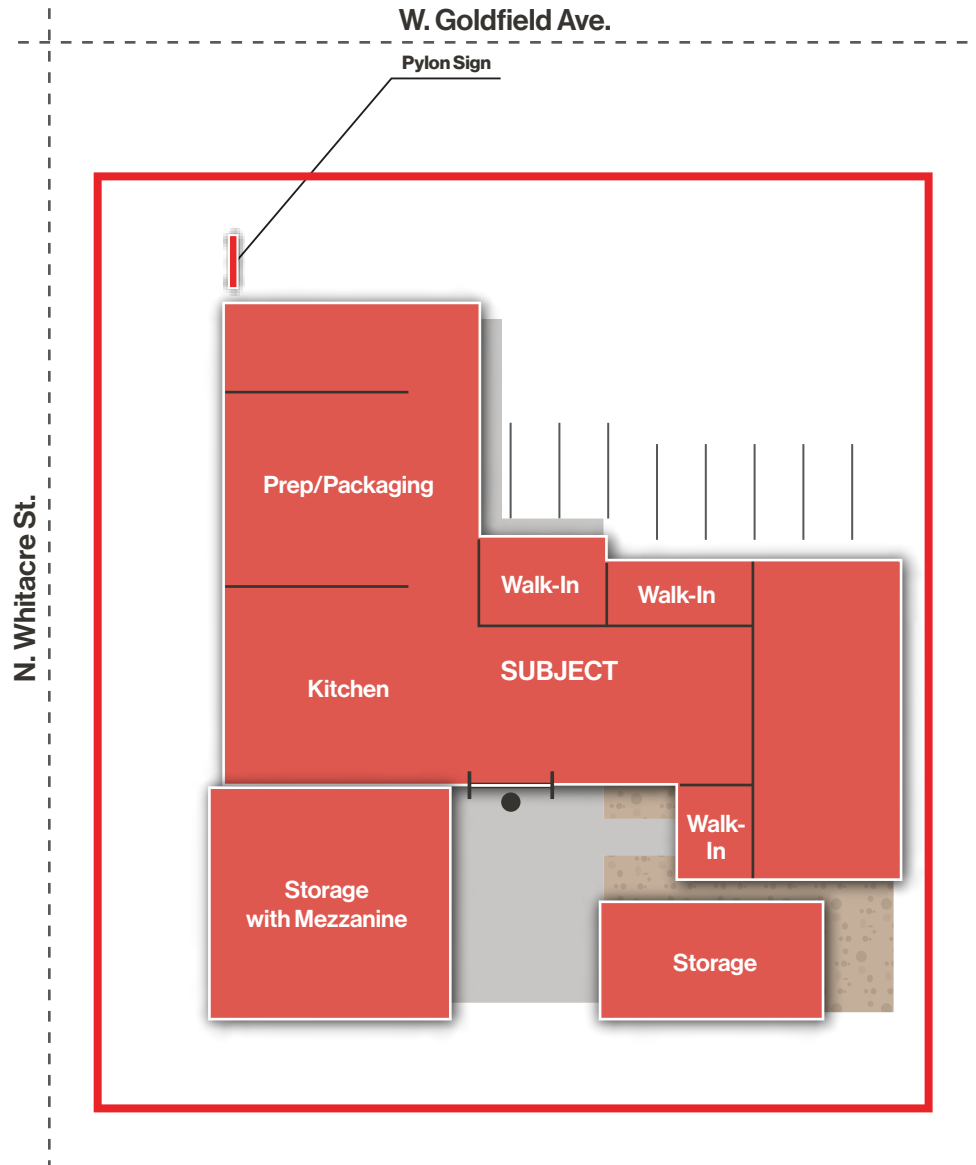 W. Goldfield Ave.
Pylon Sign
N. Whitacre St.
Prep/Packaging
Walk-In
Walk-In
SUBJECT
Kitchen
Walk-
In
Storage
with Mezzanine
Storage